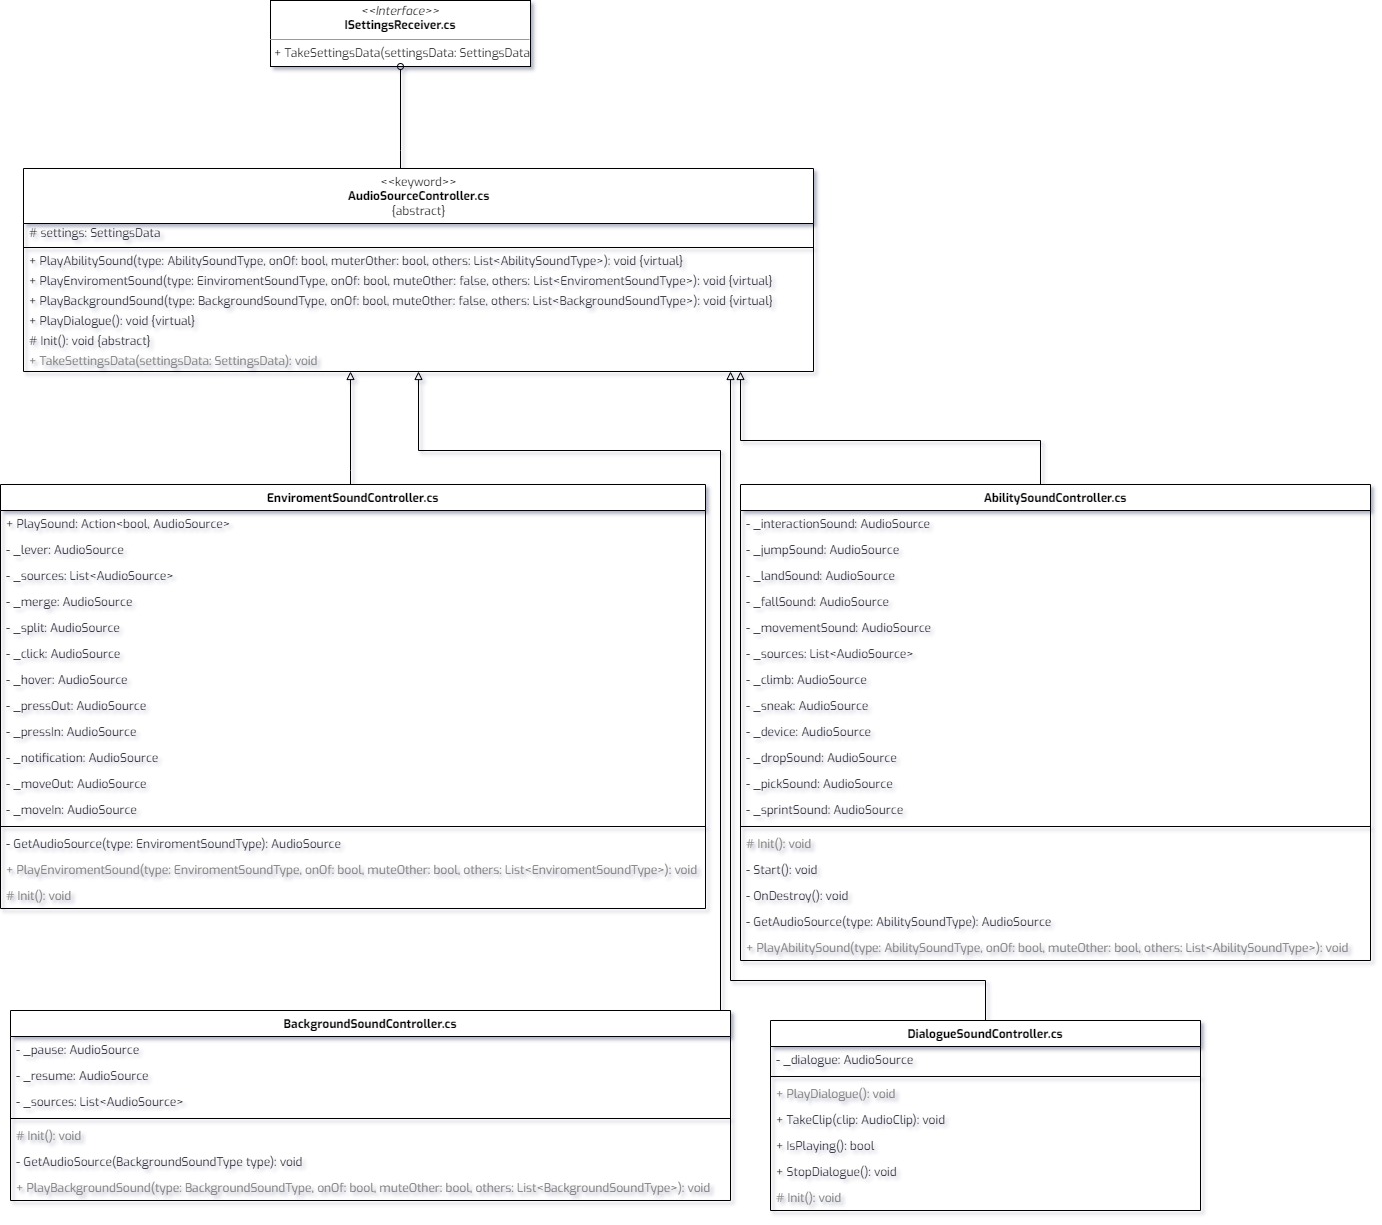 <<Interface>>
ISettingsReceiver.cs
+ TakeSettingsData(settingsData: SettingsData
<<keyword>>
AudioSourceController.cs
{abstract}
# settings: SettingsData
+ PlayAbilitySound(type: AbilitySoundType, onOf: bool, muterOther: bool, others: List<AbilitySoundType>): void {virtual}
+ PlayEnviromentSound(type: EinviromentSoundType, onOf: bool, muteOther: false, others: List<EnviromentSoundType>): void {virtual}
+ PlayBackgroundSound(type: BackgroundSoundType, onOf: bool, muteOther: false, others: List<BackgroundSoundType>): void {virtual}
+ PlayDialogue(): void {virtual}
# Init(): void {abstract}
+ TakeSettingsData(settingsData: SettingsData): void
EnviromentSoundController.cs
+ PlaySound: Action<bool, AudioSource>
- _lever: AudioSource
- _sources: List<AudioSource>
- _merge: AudioSource
- _split: AudioSource
- _click: AudioSource
- _hover: AudioSource
- _pressOut: AudioSource
- _pressIn: AudioSource
- _notification: AudioSource
- _moveOut: AudioSource
- _moveIn: AudioSource
- GetAudioSource(type: EnviromentSoundType): AudioSource
+ PlayEnviromentSound(type: EnviromentSoundType, onOf: bool, muteOther: bool, others: List<EnviromentSoundType>): void
# Init(): void
AbilitySoundController.cs
- _interactionSound: AudioSource
- _jumpSound: AudioSource
- _landSound: AudioSource
- _fallSound: AudioSource
- _movementSound: AudioSource
- _sources: List<AudioSource>
- _climb: AudioSource
- _sneak: AudioSource
- _device: AudioSource
- _dropSound: AudioSource
- _pickSound: AudioSource
- _sprintSound: AudioSource
# Init(): void
- Start(): void
- OnDestroy(): void
- GetAudioSource(type: AbilitySoundType): AudioSource
+ PlayAbilitySound(type: AbilitySoundType, onOf: bool, muteOther: bool, others: List<AbilitySoundType>): void
BackgroundSoundController.cs
- _pause: AudioSource
- _resume: AudioSource
- _sources: List<AudioSource>
# Init(): void
- GetAudioSource(BackgroundSoundType type): void
+ PlayBackgroundSound(type: BackgroundSoundType, onOf: bool, muteOther: bool, others: List<BackgroundSoundType>): void
DialogueSoundController.cs
- _dialogue: AudioSource
+ PlayDialogue(): void
+ TakeClip(clip: AudioClip): void
+ IsPlaying(): bool
+ StopDialogue(): void
# Init(): void